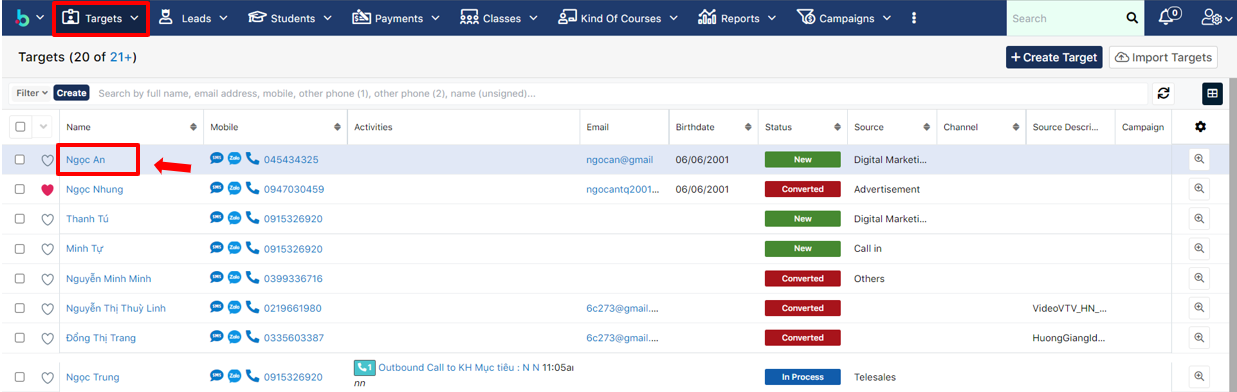 Targets Leads Students Payments Classes Kind Of Courses Reports Campaigns Search 0
Targets (20 of 21+) + Create Target Import Targets
Filter Create Search by full name, email address, mobile, other phone (1), other phone (2), name (unsigned)...
Name Mobile Activities Email Birthdate Status Source Channel Source Descri... Campaign
Ngọc An SMS Zalo 045434325 ngocan@gmail 06/06/2001 New Digital Marketi...
Ngọc Nhung SMS Zalo 0947030459 ngocantq2001... 06/06/2001 Converted Advertisement
Thanh Tú SMS Zalo 0915326920 New Digital Marketi...
Minh Tự SMS Zalo 0915326920 New Call in
Nguyễn Minh Minh SMS Zalo 0399336716 Converted Others
Nguyễn Thị Thuỳ Linh SMS Zalo 0219661980 6c273@gmail.... Converted VideoVTV_HN_...
Đồng Thị Trang SMS Zalo 0335603387 6c273@gmail.... Converted HuongGiangId...
Ngọc Trung SMS Zalo 0915326920 1 Outbound Call to KH Mục tiêu : N N 11:05am In Process Telesales
nn